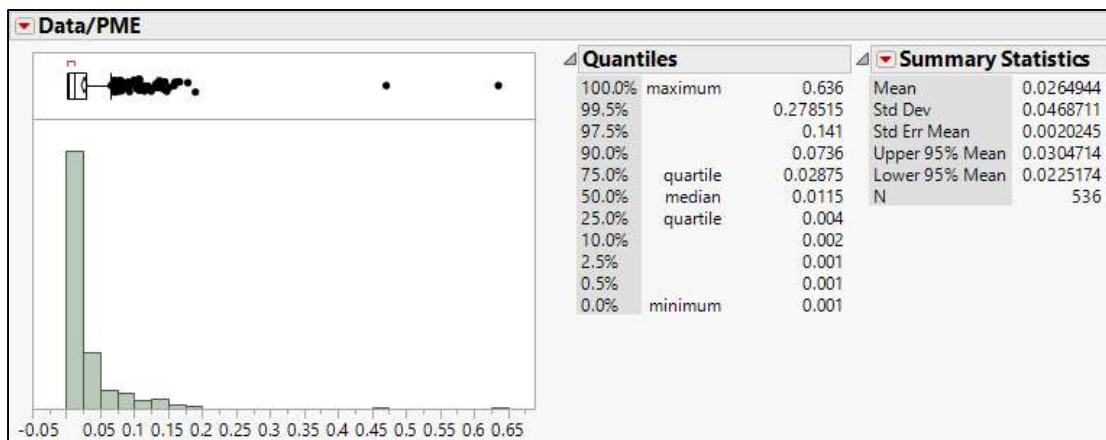 Data/PME
Quantiles
100.0% maximum 0.636
99.5% 0.278515
97.5% 0.141
90.0% 0.0736
75.0% quartile 0.02875
50.0% median 0.0115
25.0% quartile 0.004
10.0% 0.002
2.5% 0.001
0.5% 0.001
0.0% minimum 0.001
Summary Statistics
Mean 0.0264944
Std Dev 0.0468711
Std Err Mean 0.0020245
Upper 95% Mean 0.0304714
Lower 95% Mean 0.0225174
N 536
-0.05 0.05 0.1 0.15 0.2 0.25 0.3 0.35 0.4 0.45 0.5 0.55 0.6 0.65